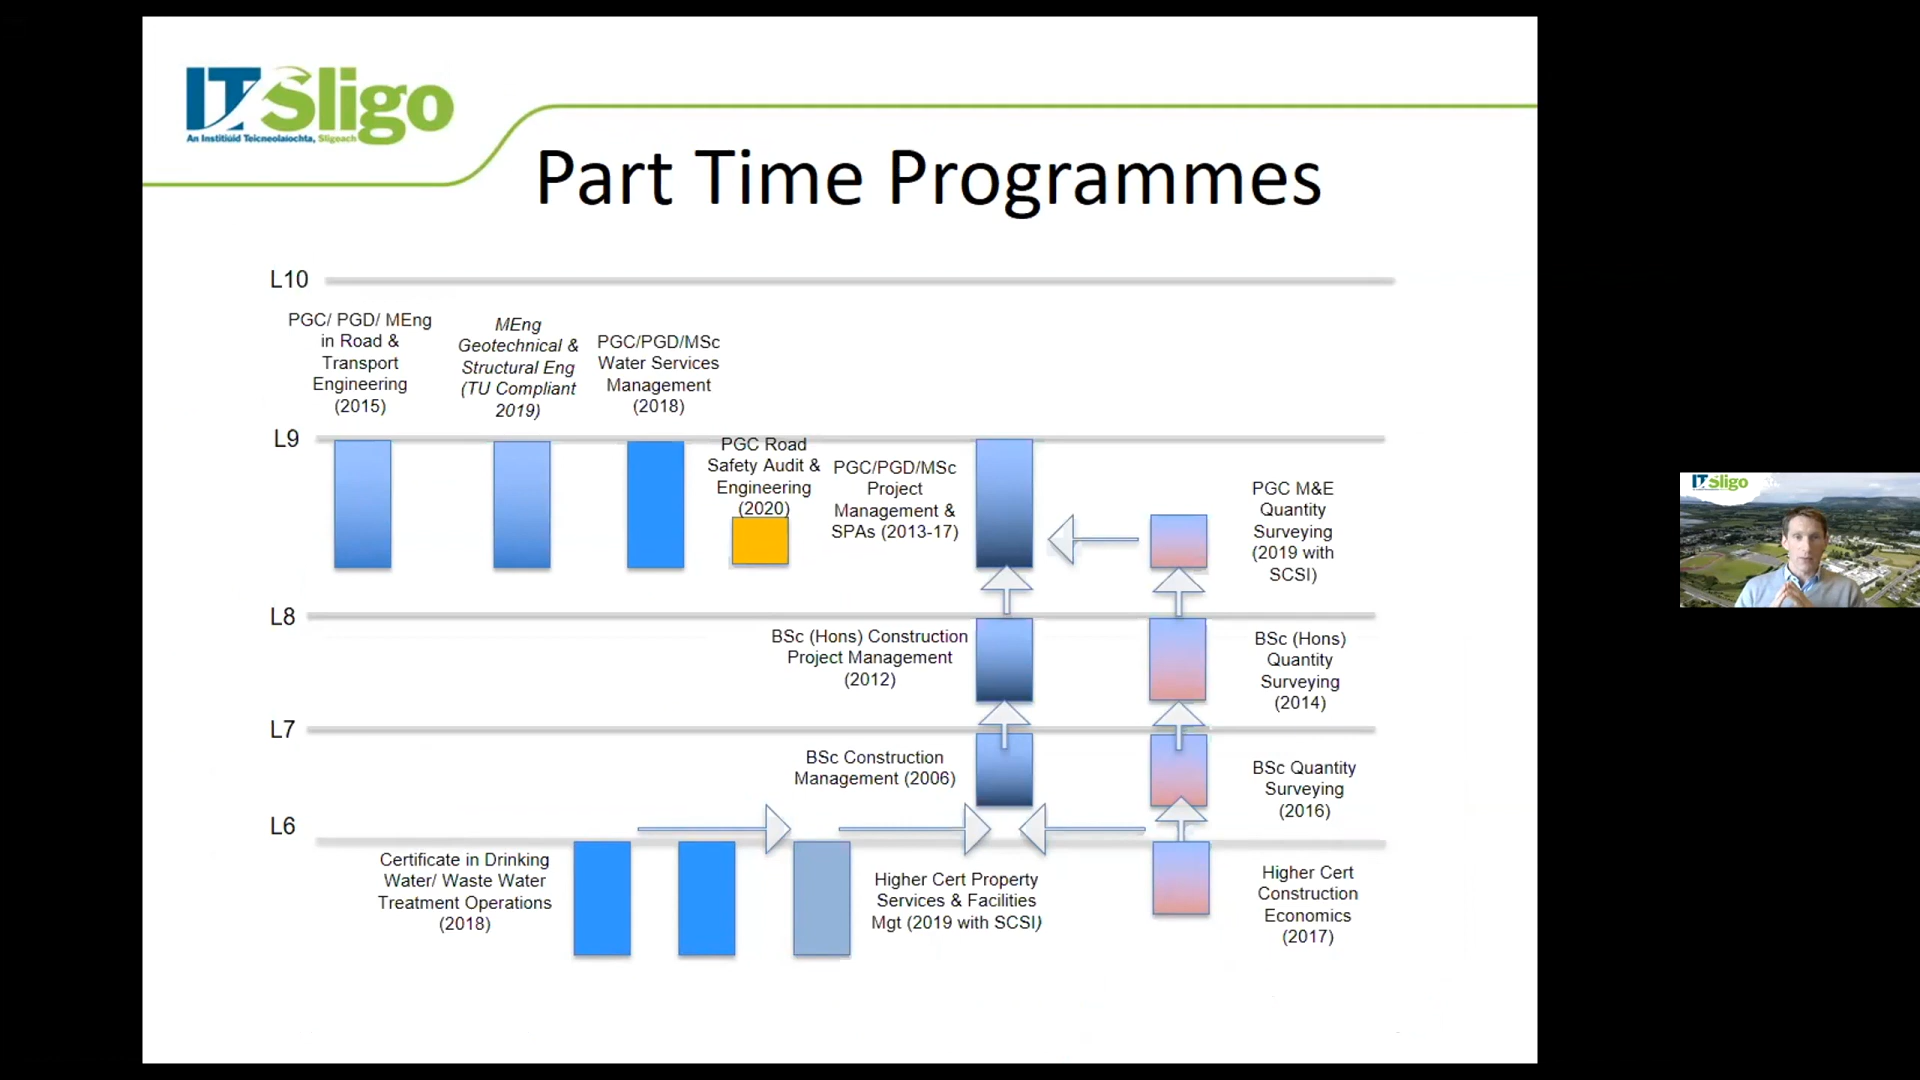 ITSligo
An Institiúid Teicneolaíochta, Sligeach
Part Time Programmes
L10
PGC/ PGD/ MEng
in Road &
Transport
Engineering
(2015)
MEng
Geotechnical &
Structural Eng
(TU Compliant
2019)
PGC/PGD/MSc
Water Services
Management
(2018)
L9
PGC Road
Safety Audit &
Engineering
(2020)
PGC/PGD/MSc
Project
Management &
SPAs (2013-17)
PGC M&E
Quantity
Surveying
(2019 with
SCSI)
L8
BSc (Hons) Construction
Project Management
(2012)
BSc (Hons)
Quantity
Surveying
(2014)
L7
BSc Construction
Management (2006)
BSc Quantity
Surveying
(2016)
L6
Certificate in Drinking
Water/ Waste Water
Treatment Operations
(2018)
Higher Cert Property
Services & Facilities
Mgt (2019 with SCSI)
Higher Cert
Construction
Economics
(2017)
ITSligo